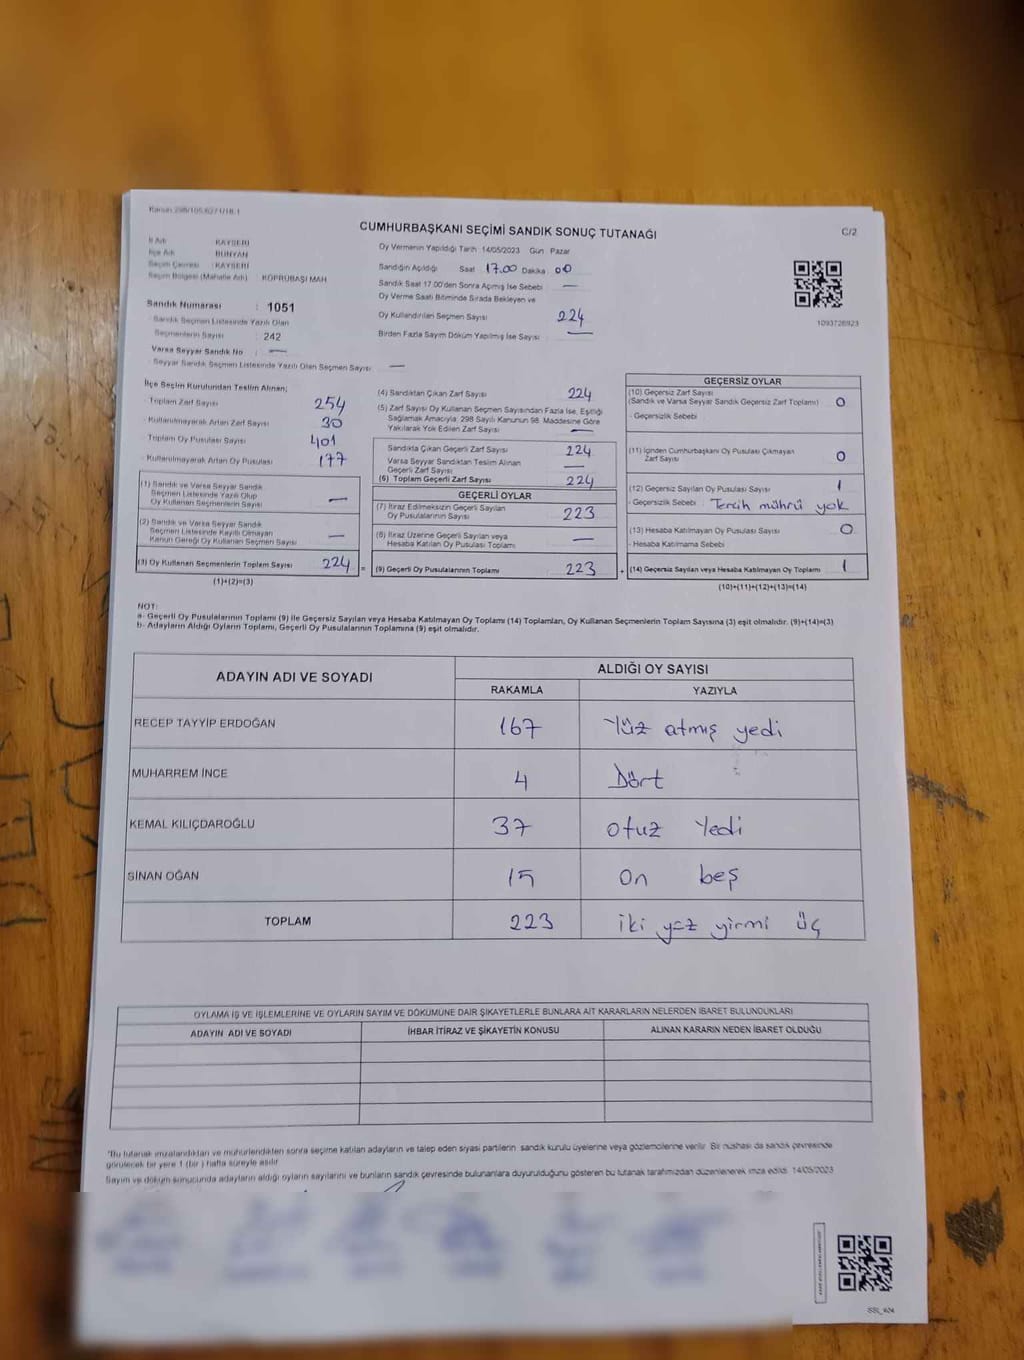 Kanun 298/105,6271/18.1
CUMHURBAŞKANI SEÇİMİ SANDIK SONUÇ TUTANAĞI
C/2
İl Adı : KAYSERİ
İlçe Adı : BÜNYAN
Seçim Çevresi : KAYSERİ
Seçim Bölgesi (Mahalle Adı) : KÖPRÜBAŞI MAH
Oy Vermenin Yapıldığı Tarih :14/05/2023 Gün Pazar
Sandığın Açıldığı Saat 17.00 Dakika 00
Sandık Saat 17.00'den Sonra Açımış İse Sebebi —
Oy Verme Saati Bitiminde Sırada Bekleyen ve
Oy Kullandırılan Seçmen Sayısı 224
Birden Fazla Sayım Döküm Yapılmış İse Sayısı : —
1093726923
Sandık Numarası : 1051
- Sandık Seçmen Listesinde Yazılı Olan
Seçmenlerin Sayısı : 242
Varsa Seyyar Sandık No : —
- Seyyar Sandık Seçmen Listesinde Yazılı Olan Seçmen Sayısı : —
İlçe Seçim Kurulundan Teslim Alınan;
- Toplam Zarf Sayısı 254
- Kullanılmayarak Artan Zarf Sayısı 30
- Toplam Oy Pusulası Sayısı 401
- Kullanılmayarak Artan Oy Pusulası 177
(1) Sandık ve Varsa Seyyar Sandık
Seçmen Listesinde Yazılı Olup
Oy Kullanan Seçmenlerin Sayısı —
(2) Sandık ve Varsa Seyyar Sandık
Seçmen Listesinde Kayıtlı Olmayan
Kanun Gereği Oy Kullanan Seçmen Sayısı —
(3) Oy Kullanan Seçmenlerin Toplam Sayısı 224
(1)+(2)=(3)
(4) Sandıktan Çıkan Zarf Sayısı 224
(5) Zarf Sayısı Oy Kullanan Seçmen Sayısından Fazla İse, Eşitliği
Sağlamak Amacıyla; 298 Sayılı Kanunun 98. Maddesine Göre
Yakılarak Yok Edilen Zarf Sayısı —
Sandıkta Çıkan Geçerli Zarf Sayısı 224
Varsa Seyyar Sandıktan Teslim Alınan
Geçerli Zarf Sayısı —
(6) Toplam Geçerli Zarf Sayısı 224
GEÇERLİ OYLAR
(7) İtiraz Edilmeksizin Geçerli Sayılan
Oy Pusulalarının Sayısı 223
(8) İtiraz Üzerine Geçerli Sayılan veya
Hesaba Katılan Oy Pusulası Toplamı —
= (9) Geçerli Oy Pusulalarının Toplamı 223
GEÇERSİZ OYLAR
(10) Geçersiz Zarf Sayısı
(Sandık ve Varsa Seyyar Sandık Geçersiz Zarf Toplamı) 0
- Geçersizlik Sebebi
(11) İçinden Cumhurbaşkanı Oy Pusulası Çıkmayan
Zarf Sayısı 0
(12) Geçersiz Sayılan Oy Pusulası Sayısı 1
- Geçersizlik Sebebi Tercih mührü yok
(13) Hesaba Katılmayan Oy Pusulası Sayısı 0
- Hesaba Katılmama Sebebi
+ (14) Geçersiz Sayılan veya Hesaba Katılmayan Oy Toplamı 1
(10)+(11)+(12)+(13)=(14)
NOT:
a- Geçerli Oy Pusulalarının Toplamı (9) ile Geçersiz Sayılan veya Hesaba Katılmayan Oy Toplamı (14) Toplamları, Oy Kullanan Seçmenlerin Toplam Sayısına (3) eşit olmalıdır. (9)+(14)=(3)
b- Adayların Aldığı Oyların Toplamı, Geçerli Oy Pusulalarının Toplamına (9) eşit olmalıdır.
ADAYIN ADI VE SOYADI
ALDIĞI OY SAYISI
RAKAMLA YAZIYLA
RECEP TAYYİP ERDOĞAN 167 Yüz atmış yedi
MUHARREM İNCE 4 Dört
KEMAL KILIÇDAROĞLU 37 otuz Yedi
SİNAN OĞAN 15 On beş
TOPLAM 223 iki yüz yirmi üç
OYLAMA İŞ VE İŞLEMLERİNE VE OYLARIN SAYIM VE DÖKÜMÜNE DAİR ŞİKAYETLERLE BUNLARA AİT KARARLARIN NELERDEN İBARET BULUNDUKLARI
ADAYIN ADI VE SOYADI İHBAR İTİRAZ VE ŞİKAYETİN KONUSU ALINAN KARARIN NEDEN İBARET OLDUĞU
*Bu tutanak imzalandıktan ve mühürlendikten sonra seçime katılan adayların ve talep eden siyasi partilerin sandık kurulu üyelerine veya gözlemcilerine verilir. Bir nüshası da sandık çevresinde
görülecek bir yere 1 (bir ) hafta süreyle asılır.
Sayım ve döküm sonucunda adayların aldığı oyların sayılarını ve bunların sandık çevresinde bulunanlara duyurulduğunu gösteren bu tutanak tarafımızdan düzenlenerek imza edildi. 14/05/2023